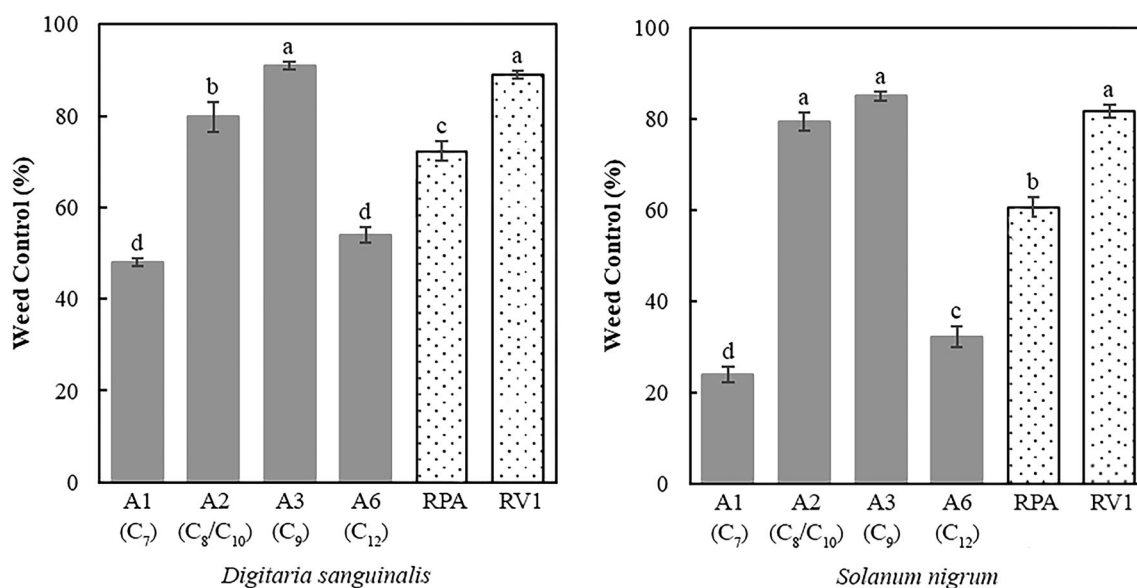 Weed Control (%)
100
80
60
40
20
0
d
b
a
d
c
a
A1 A2 A3 A6 RPA RV1
(C₇) (C₈/C₁₀) (C₉) (C₁₂)
Digitaria sanguinalis
Weed Control (%)
100
80
60
40
20
0
d
a
a
c
b
a
A1 A2 A3 A6 RPA RV1
(C₇) (C₈/C₁₀) (C₉) (C₁₂)
Solanum nigrum